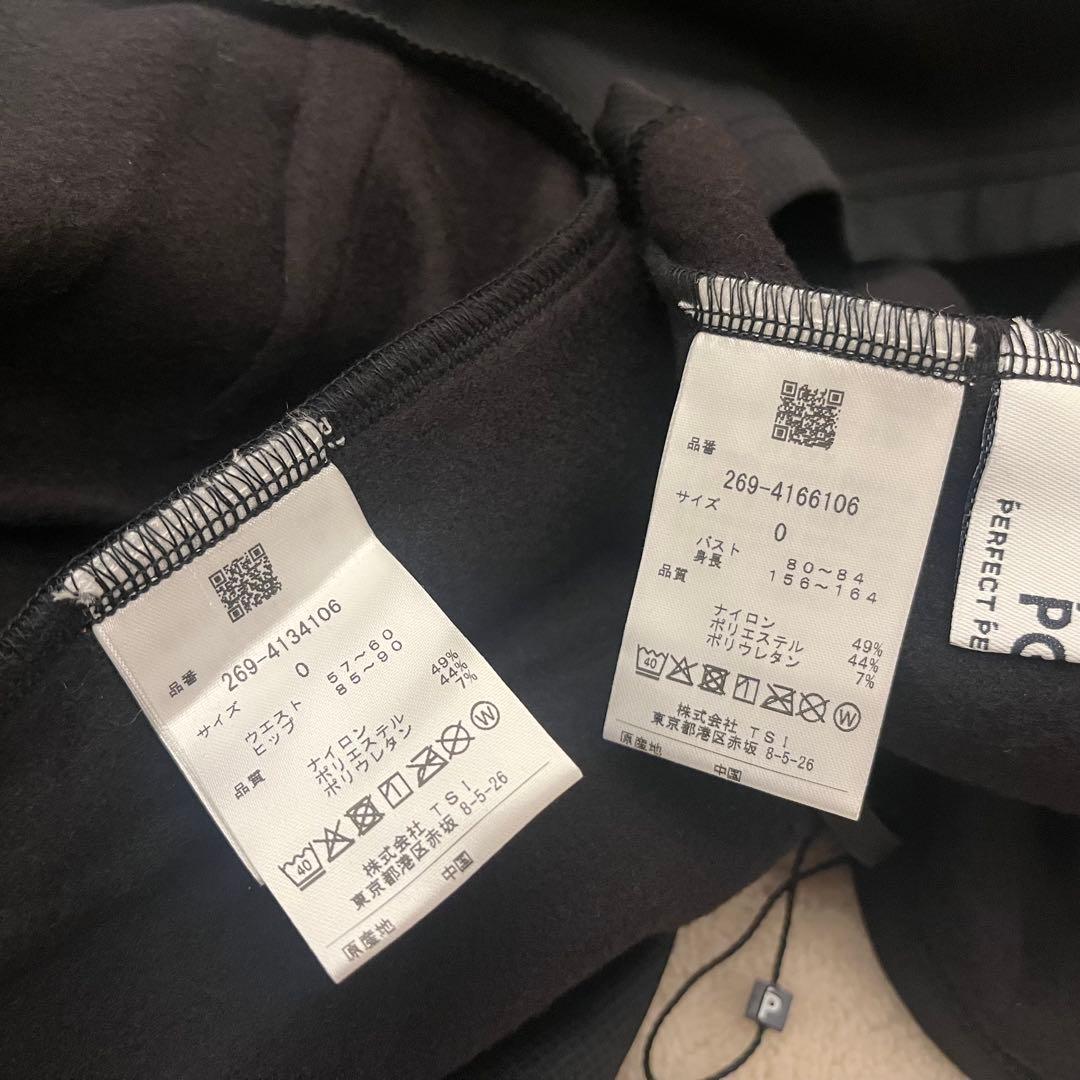 品番
269-4134106
サイズ
0
ウエスト 57～60
ヒップ 85～90
品質
ナイロン 49%
ポリエステル 44%
ポリウレタン 7%
40
W
株式会社 TSI
東京都港区赤坂 8-5-26
原産地 中国
品番
269-4166106
サイズ
0
バスト 80～84
身長 156～164
品質
ナイロン 49%
ポリエステル 44%
ポリウレタン 7%
40
W
株式会社 TSI
東京都港区赤坂 8-5-26
原産地 中国
PERFECT
P